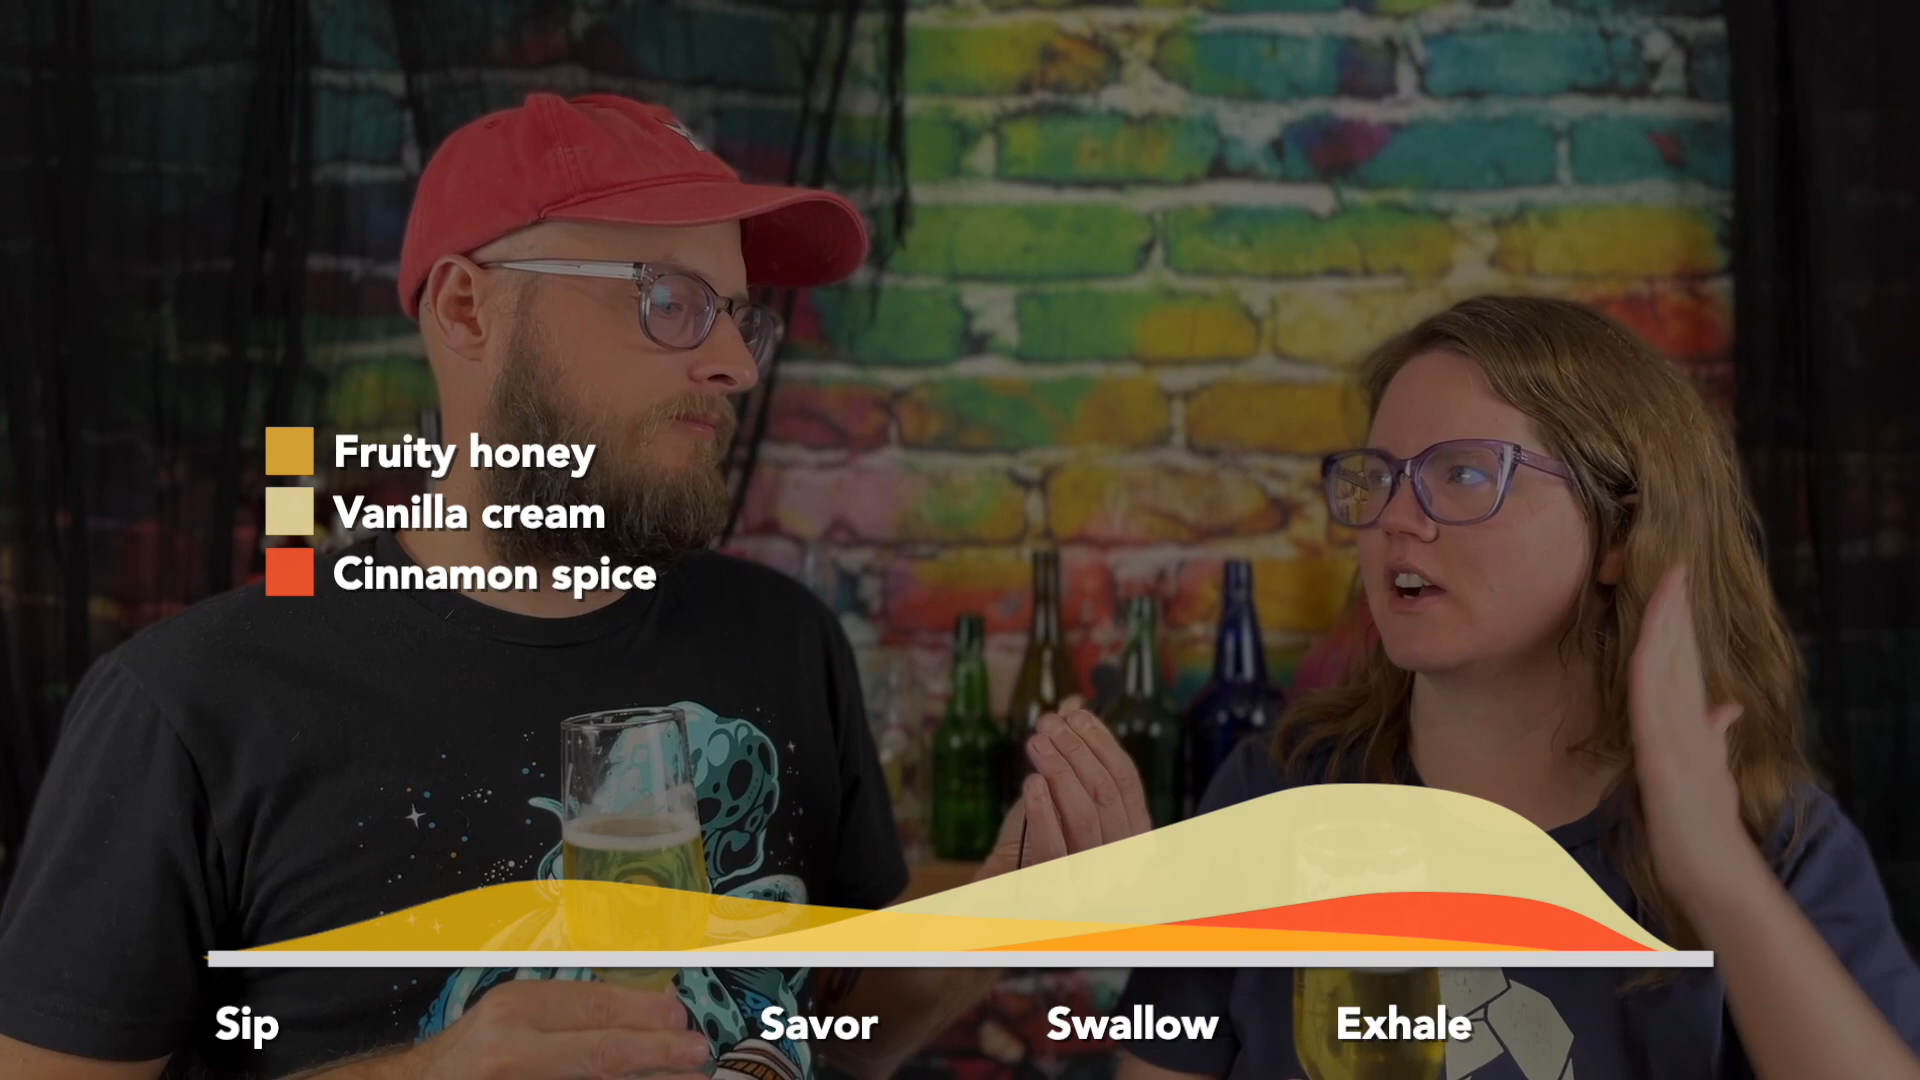 Fruity honey
Vanilla cream
Cinnamon spice
Sip
Savor
Swallow
Exhale